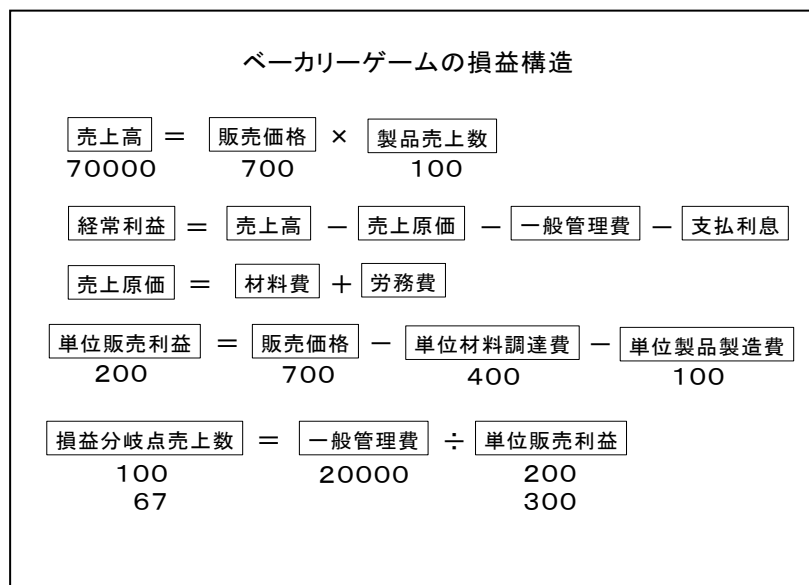 ベーカリーゲームの損益構造
売上高 ＝ 販売価格 × 製品売上数
70000 700 100
経常利益 ＝ 売上高 － 売上原価 － 一般管理費 － 支払利息
売上原価 ＝ 材料費 ＋ 労務費
単位販売利益 ＝ 販売価格 － 単位材料調達費 － 単位製品製造費
200 700 400 100
損益分岐点売上数 ＝ 一般管理費 ÷ 単位販売利益
100 20000 200
67 300